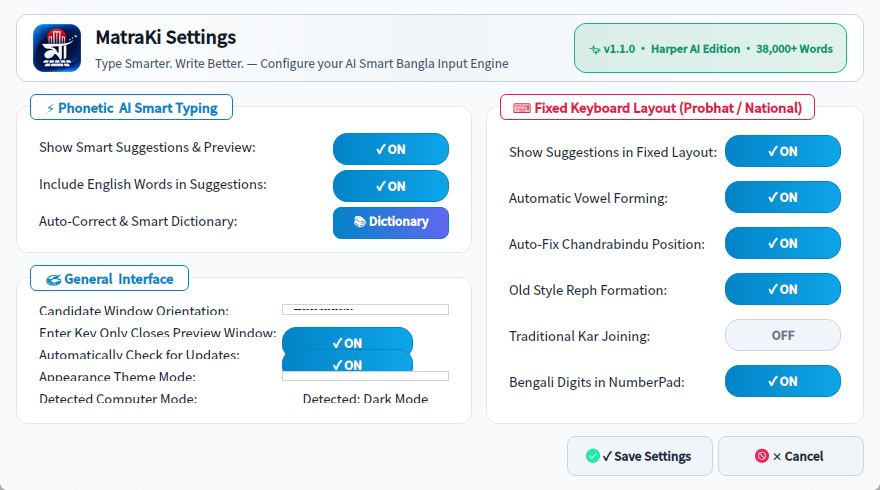 মা
MatraKi Settings
Type Smarter. Write Better. — Configure your AI Smart Bangla Input Engine
v1.1.0 • Harper AI Edition • 38,000+ Words
⚡ Phonetic AI Smart Typing
Show Smart Suggestions & Preview:
✓ ON
Include English Words in Suggestions:
✓ ON
Auto-Correct & Smart Dictionary:
📚 Dictionary
General Interface
Candidate Window Orientation:
Enter Key Only Closes Preview Window:
✓ ON
Automatically Check for Updates:
✓ ON
Appearance Theme Mode:
Detected Computer Mode:
Detected: Dark Mode
⌨ Fixed Keyboard Layout (Probhat / National)
Show Suggestions in Fixed Layout:
✓ ON
Automatic Vowel Forming:
✓ ON
Auto-Fix Chandrabindu Position:
✓ ON
Old Style Reph Formation:
✓ ON
Traditional Kar Joining:
OFF
Bengali Digits in NumberPad:
✓ ON
✓ Save Settings
× Cancel